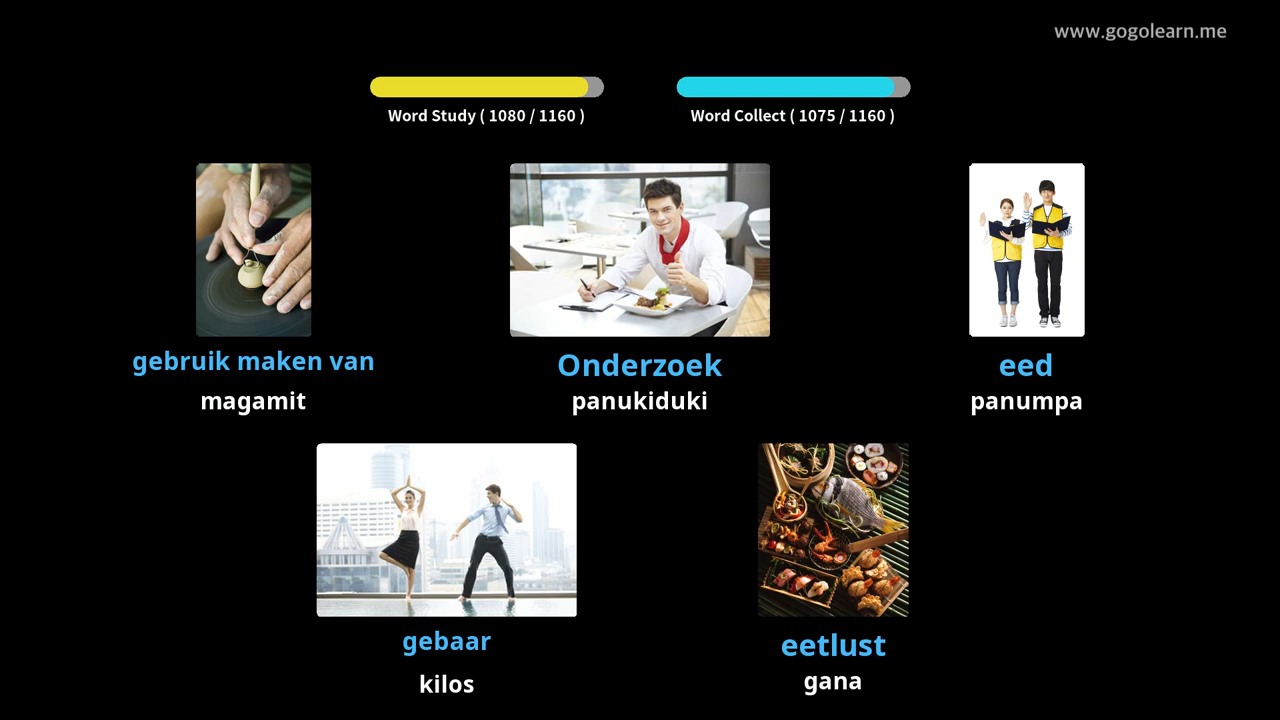 www.gogolearn.me
Word Study ( 1080 / 1160 )
Word Collect ( 1075 / 1160 )
gebruik maken van
magamit
Onderzoek
panukiduki
eed
panumpa
gebaar
kilos
eetlust
gana